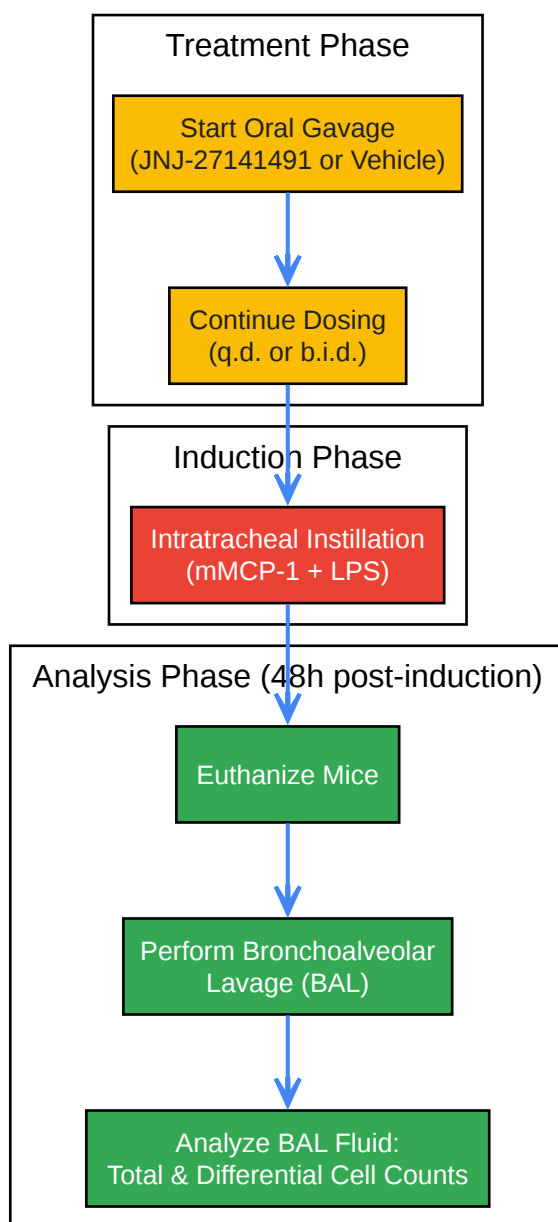 Treatment Phase
Start Oral Gavage
(JNJ-27141491 or Vehicle)
Continue Dosing
(q.d. or b.i.d.)
Induction Phase
Intratracheal Instillation
(mMCP-1 + LPS)
Analysis Phase (48h post-induction)
Euthanize Mice
Perform Bronchoalveolar
Lavage (BAL)
Analyze BAL Fluid:
Total & Differential Cell Counts